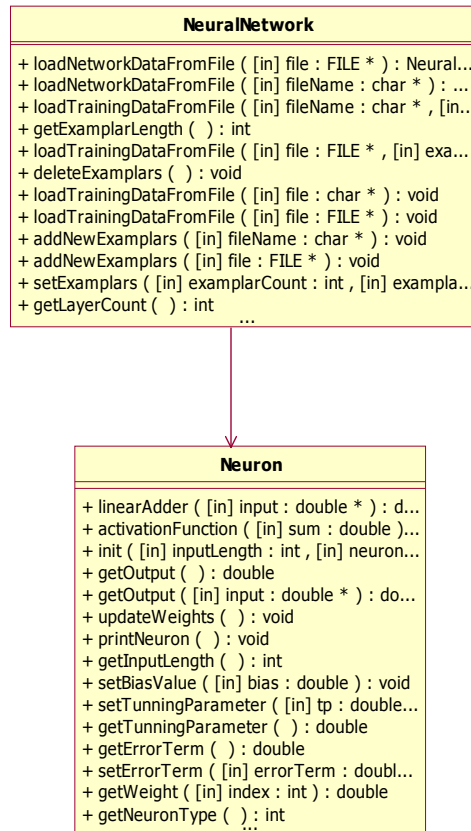 NeuralNetwork
+ loadNetworkDataFromFile ( [in] file : FILE * ) : Neural...
+ loadNetworkDataFromFile ( [in] fileName : char * ) : ...
+ loadTrainingDataFromFile ( [in] fileName : char * , [in...
+ getExamplarLength ( ) : int
+ loadTrainingDataFromFile ( [in] file : FILE * , [in] exa...
+ deleteExamplars ( ) : void
+ loadTrainingDataFromFile ( [in] file : char * ) : void
+ loadTrainingDataFromFile ( [in] file : FILE * ) : void
+ addNewExamplars ( [in] fileName : char * ) : void
+ addNewExamplars ( [in] file : FILE * ) : void
+ setExamplars ( [in] examplarCount : int , [in] exampla...
+ getLayerCount ( ) : int
...
Neuron
+ linearAdder ( [in] input : double * ) : d...
+ activationFunction ( [in] sum : double )...
+ init ( [in] inputLength : int , [in] neuron...
+ getOutput ( ) : double
+ getOutput ( [in] input : double * ) : do...
+ updateWeights ( ) : void
+ printNeuron ( ) : void
+ getInputLength ( ) : int
+ setBiasValue ( [in] bias : double ) : void
+ setTunningParameter ( [in] tp : double...
+ getTunningParameter ( ) : double
+ getErrorTerm ( ) : double
+ setErrorTerm ( [in] errorTerm : doubl...
+ getWeight ( [in] index : int ) : double
+ getNeuronType ( ) : int
...